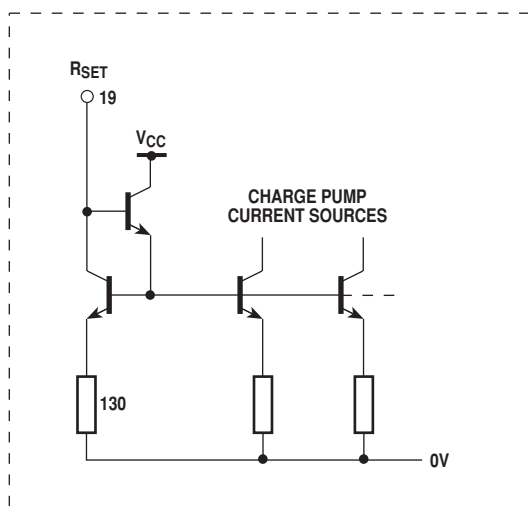 RSET
19
VCC
CHARGE PUMP
CURRENT SOURCES
130
0V